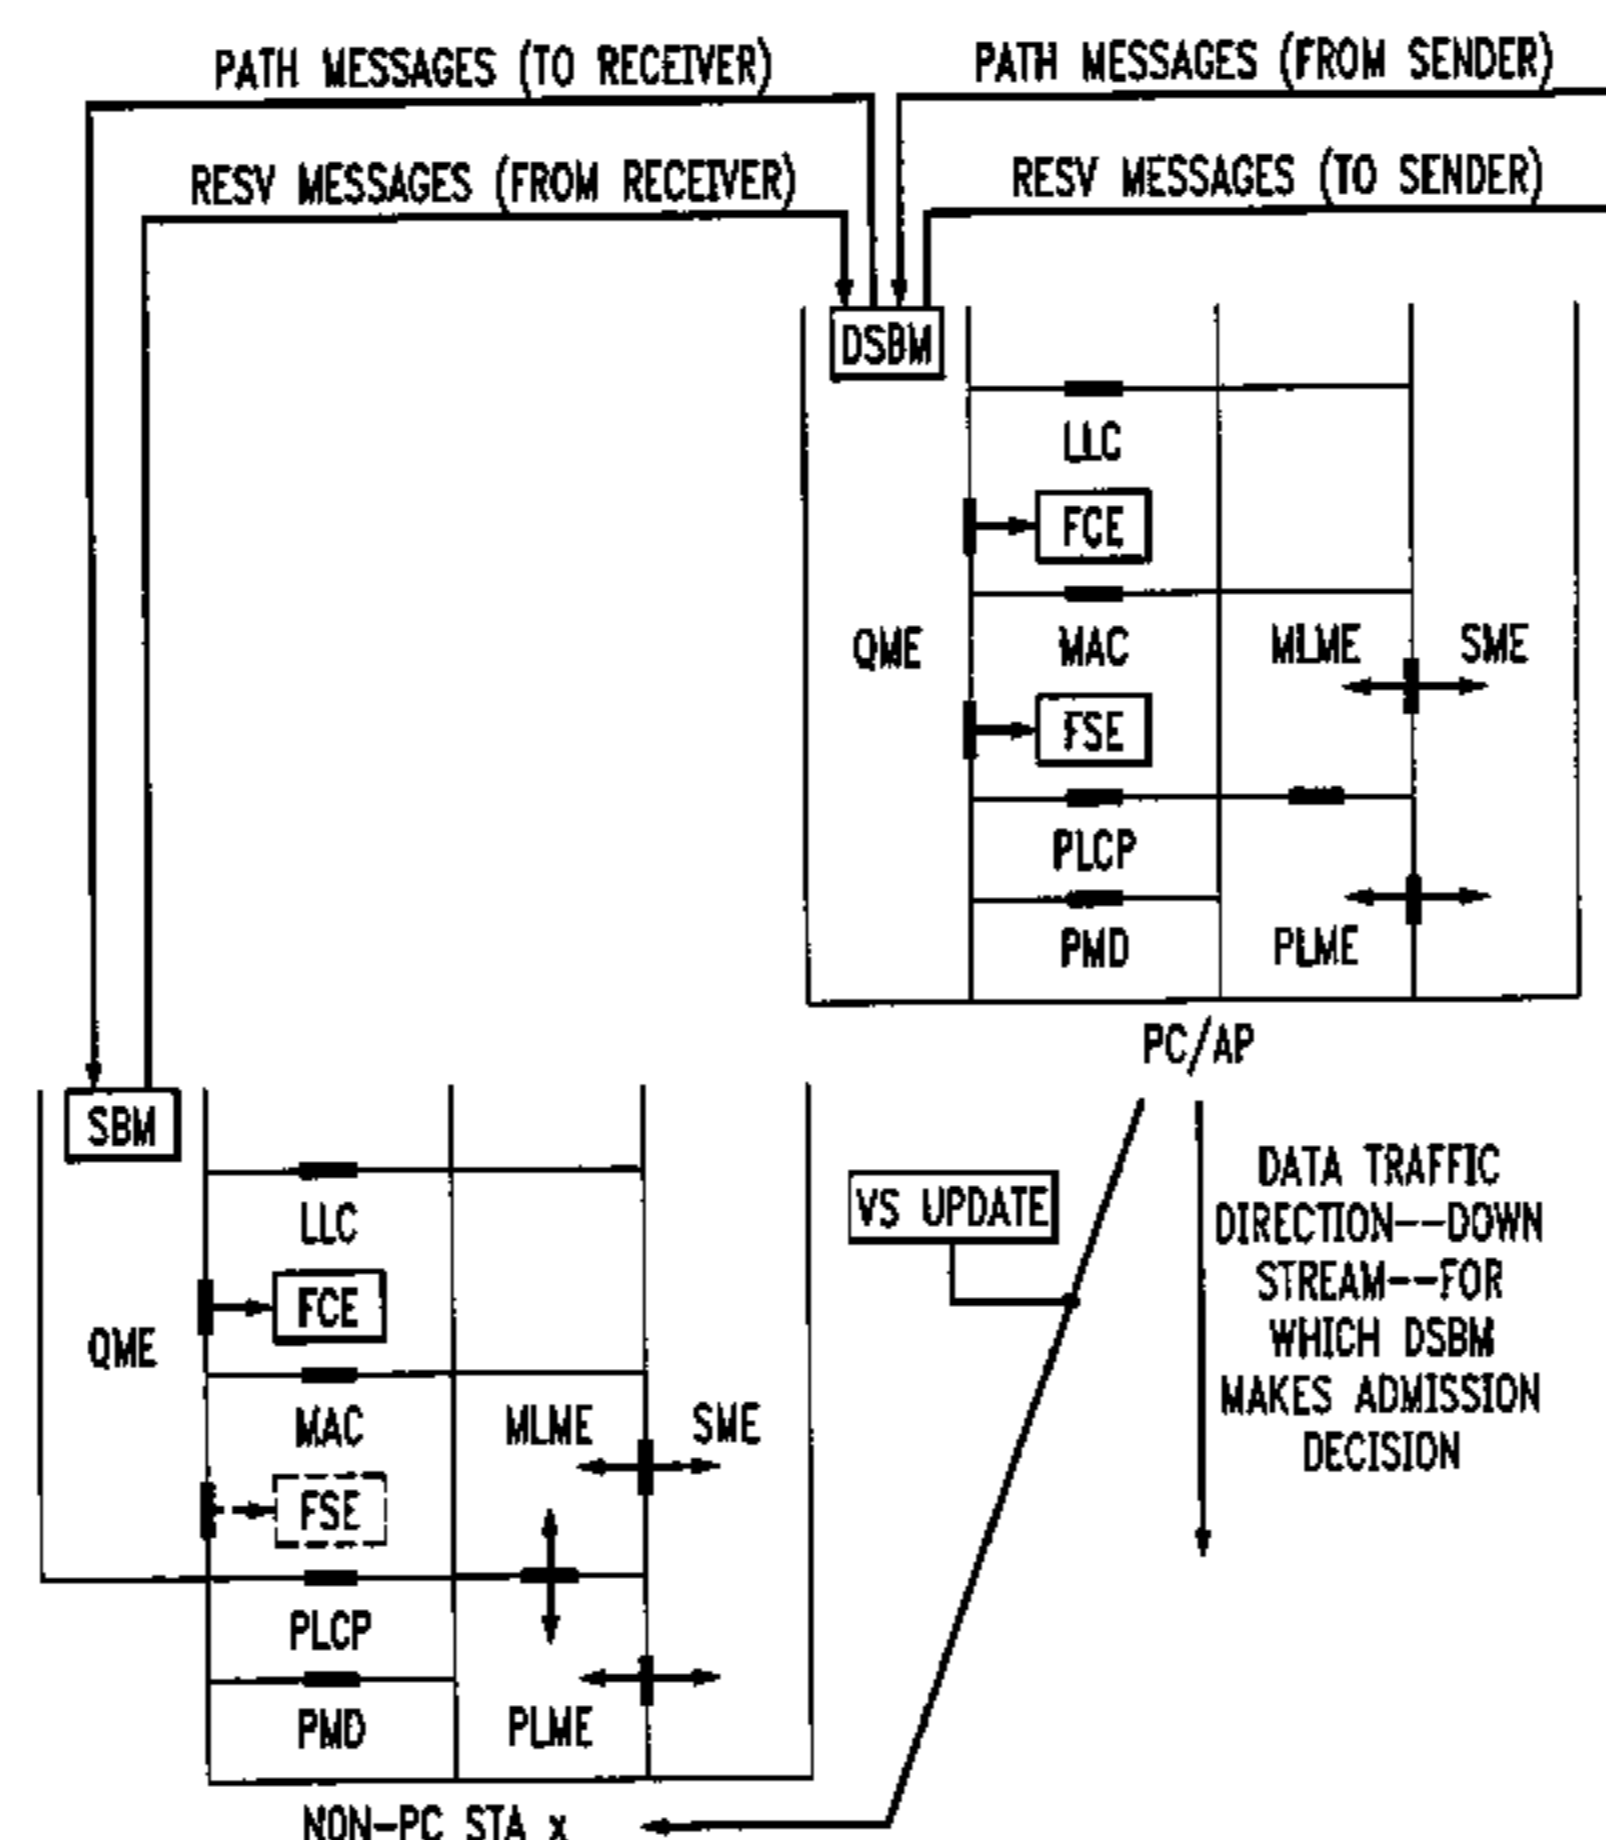 PATH MESSAGES (TO RECEIVER)
PATH MESSAGES (FROM SENDER)
RESV MESSAGES (FROM RECEIVER)
RESV MESSAGES (TO SENDER)
DSBM
LLC
FCE
QME
MAC
MLME
SME
FSE
PLCP
PMD
PLME
PC/AP
SBM
LLC
FCE
QME
MAC
MLME
SME
FSE
PLCP
PMD
PLME
NON-PC STA x
VS UPDATE
DATA TRAFFIC
DIRECTION--DOWN
STREAM--FOR
WHICH DSBM
MAKES ADMISSION
DECISION